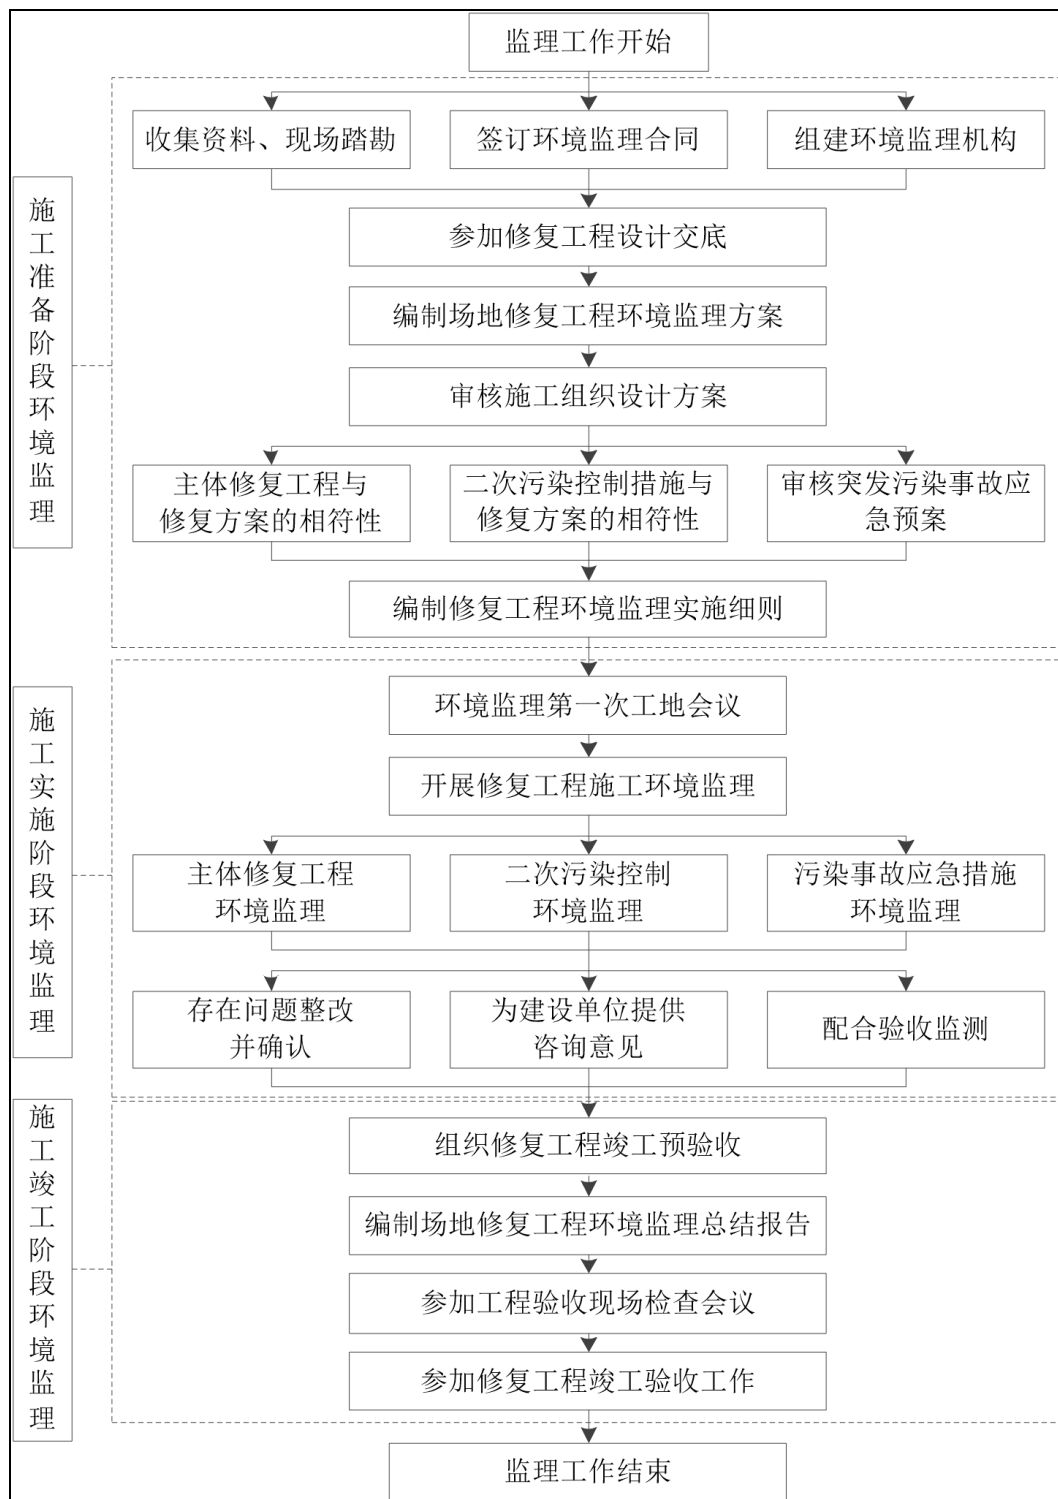 监理工作开始
收集资料、现场踏勘
签订环境监理合同
组建环境监理机构
参加修复工程设计交底
编制场地修复工程环境监理方案
审核施工组织设计方案
主体修复工程与
修复方案的相符性
二次污染控制措施与
修复方案的相符性
审核突发污染事故应
急预案
编制修复工程环境监理实施细则
施工准备阶段环境监理
环境监理第一次工地会议
开展修复工程施工环境监理
主体修复工程
环境监理
二次污染控制
环境监理
污染事故应急措施
环境监理
存在问题整改
并确认
为建设单位提供
咨询意见
配合验收监测
施工实施阶段环境监理
组织修复工程竣工预验收
编制场地修复工程环境监理总结报告
参加工程验收现场检查会议
参加修复工程竣工验收工作
施工竣工阶段环境监理
监理工作结束